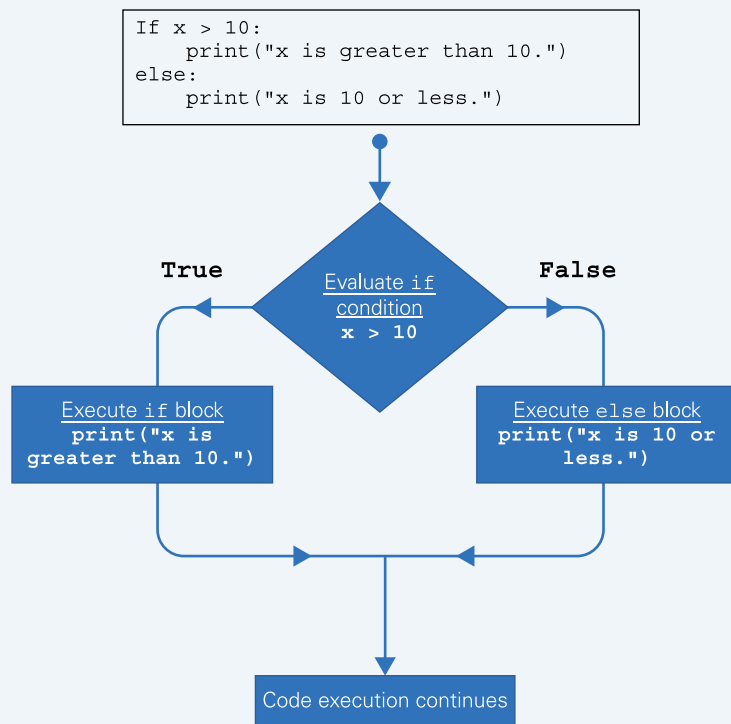 If x > 10:
    print("x is greater than 10.")
else:
    print("x is 10 or less.")
True
False
Evaluate if
condition
x > 10
Execute if block
print("x is
greater than 10.")
Execute else block
print("x is 10 or
less.")
Code execution continues